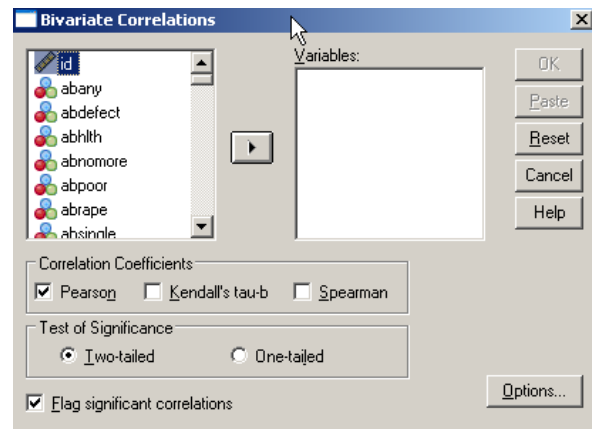 Bivariate Correlations
id
abany
abdefect
abhlth
abnomore
abpoor
abrape
absingle
Variables:
OK
Paste
Reset
Cancel
Help
Correlation Coefficients
Pearson Kendall's tau-b Spearman
Test of Significance
Two-tailed One-tailed
Flag significant correlations
Options...